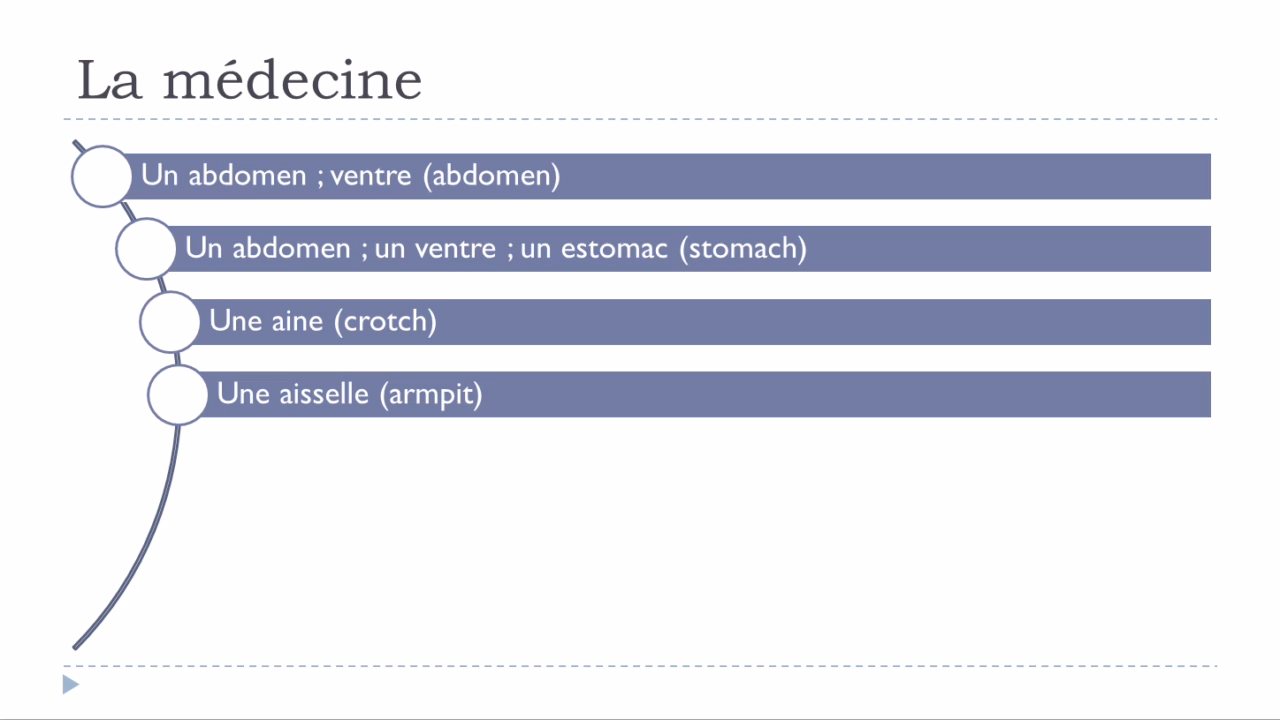 La médecine
Un abdomen ; ventre (abdomen)
Un abdomen ; un ventre ; un estomac (stomach)
Une aine (crotch)
Une aisselle (armpit)